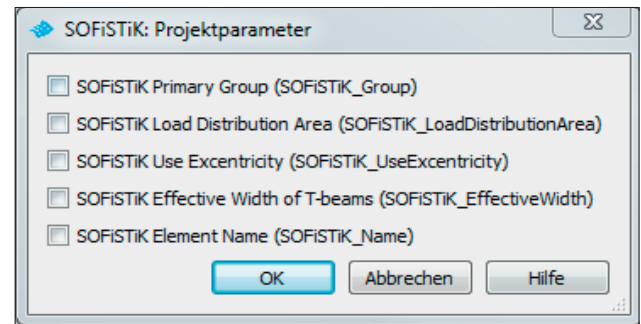 SOFiSTiK: Projektparameter
SOFiSTiK Primary Group (SOFiSTiK_Group)
SOFiSTiK Load Distribution Area (SOFiSTiK_LoadDistributionArea)
SOFiSTiK Use Excentricity (SOFiSTiK_UseExcentricity)
SOFiSTiK Effective Width of T-beams (SOFiSTiK_EffectiveWidth)
SOFiSTiK Element Name (SOFiSTiK_Name)
OK Abbrechen Hilfe